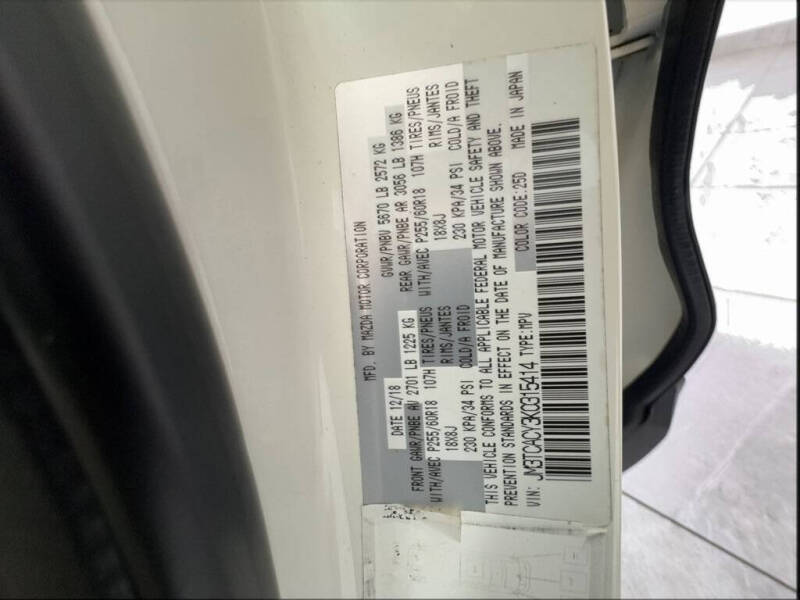 MFD. BY MAZDA MOTOR CORPORATION
DATE 12/18 GVWR/PNBV 5670 LB 2572 KG
FRONT GAWR/PNBE AV 2701 LB 1225 KG REAR GAWR/PNBE AR 3056 LB 1386 KG
WITH/AVEC P255/60R18 107H TIRES/PNEUS WITH/AVEC P255/60R18 107H TIRES/PNEUS
18X8J RIMS/JANTES 18X8J RIMS/JANTES
230 KPA/34 PSI COLD/A FROID 230 KPA/34 PSI COLD/A FROID
THIS VEHICLE CONFORMS TO ALL APPLICABLE FEDERAL MOTOR VEHICLE SAFETY AND THEFT
PREVENTION STANDARDS IN EFFECT ON THE DATE OF MANUFACTURE SHOWN ABOVE.
VIN: JM3TCACY3K0315414 TYPE:MPV COLOR CODE:25D MADE IN JAPAN